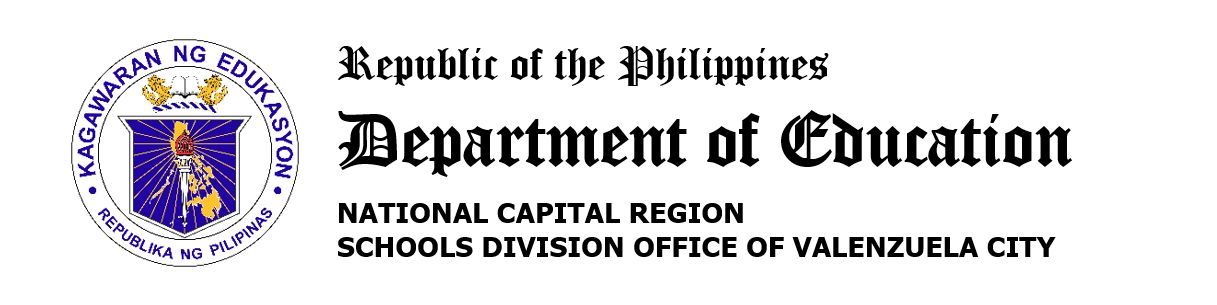 KAGAWARAN NG EDUKASYON
REPUBLIKA NG PILIPINAS
Republic of the Philippines
Department of Education
NATIONAL CAPITAL REGION
SCHOOLS DIVISION OFFICE OF VALENZUELA CITY